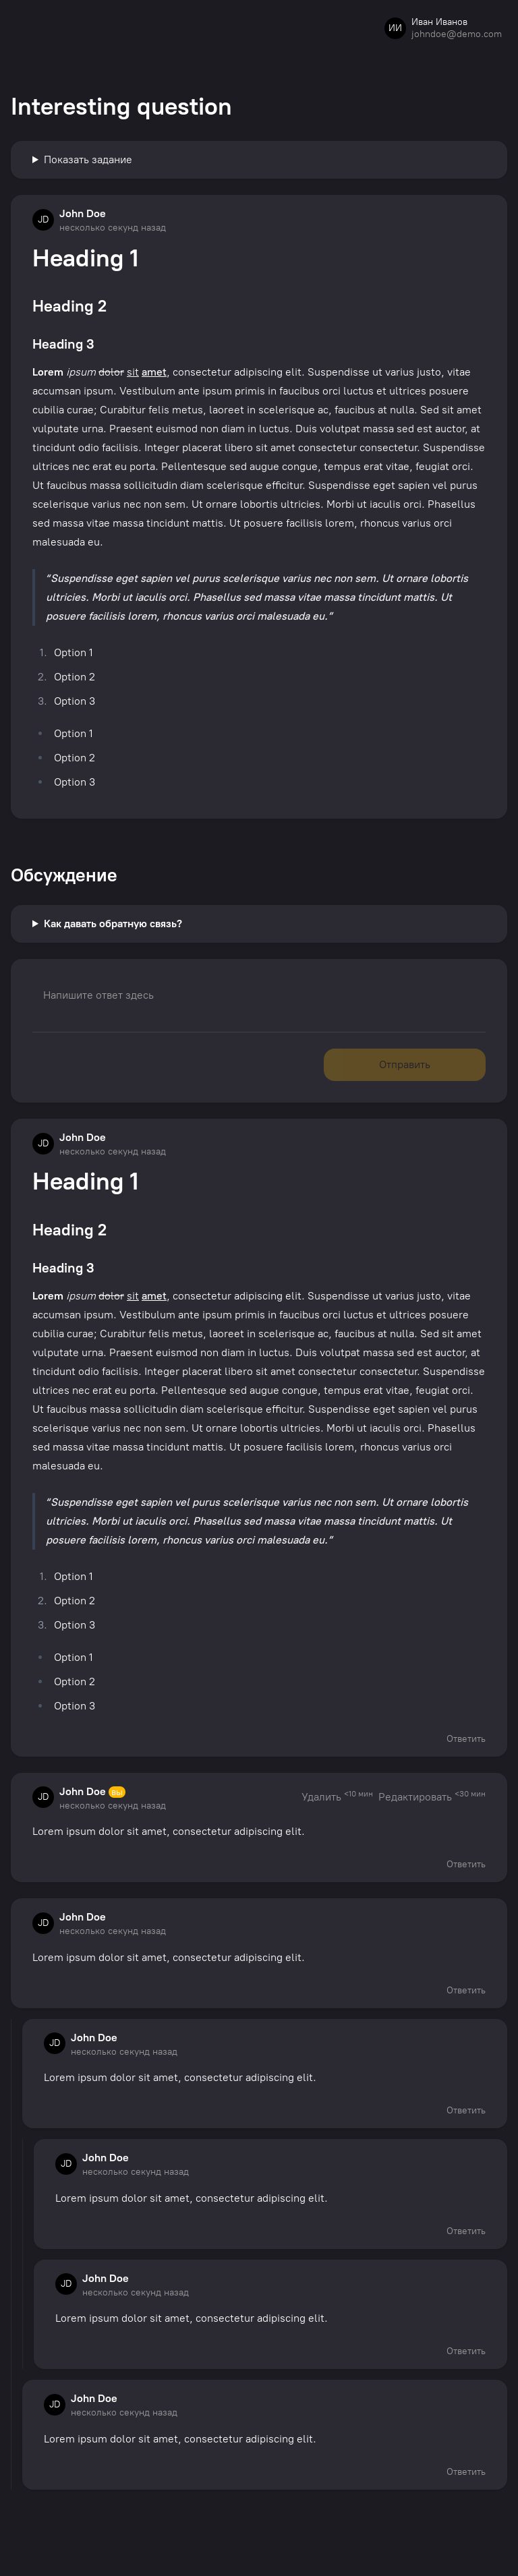 ИИ
Иван Иванов
johndoe@demo.com
Interesting question
Показать задание
JD
John Doe
несколько секунд назад
Heading 1
Heading 2
Heading 3
Lorem ipsum dolor sit amet, consectetur adipiscing elit. Suspendisse ut varius justo, vitae
accumsan ipsum. Vestibulum ante ipsum primis in faucibus orci luctus et ultrices posuere
cubilia curae; Curabitur felis metus, laoreet in scelerisque ac, faucibus at nulla. Sed sit amet
vulputate urna. Praesent euismod non diam in luctus. Duis volutpat massa sed est auctor, at
tincidunt odio facilisis. Integer placerat libero sit amet consectetur consectetur. Suspendisse
ultrices nec erat eu porta. Pellentesque sed augue congue, tempus erat vitae, feugiat orci.
Ut faucibus massa sollicitudin diam scelerisque efficitur. Suspendisse eget sapien vel purus
scelerisque varius nec non sem. Ut ornare lobortis ultricies. Morbi ut iaculis orci. Phasellus
sed massa vitae massa tincidunt mattis. Ut posuere facilisis lorem, rhoncus varius orci
malesuada eu.
“Suspendisse eget sapien vel purus scelerisque varius nec non sem. Ut ornare lobortis
ultricies. Morbi ut iaculis orci. Phasellus sed massa vitae massa tincidunt mattis. Ut
posuere facilisis lorem, rhoncus varius orci malesuada eu.”
1. Option 1
2. Option 2
3. Option 3
• Option 1
• Option 2
• Option 3
Обсуждение
Как давать обратную связь?
Напишите ответ здесь
Отправить
JD
John Doe
несколько секунд назад
Heading 1
Heading 2
Heading 3
Lorem ipsum dolor sit amet, consectetur adipiscing elit. Suspendisse ut varius justo, vitae
accumsan ipsum. Vestibulum ante ipsum primis in faucibus orci luctus et ultrices posuere
cubilia curae; Curabitur felis metus, laoreet in scelerisque ac, faucibus at nulla. Sed sit amet
vulputate urna. Praesent euismod non diam in luctus. Duis volutpat massa sed est auctor, at
tincidunt odio facilisis. Integer placerat libero sit amet consectetur consectetur. Suspendisse
ultrices nec erat eu porta. Pellentesque sed augue congue, tempus erat vitae, feugiat orci.
Ut faucibus massa sollicitudin diam scelerisque efficitur. Suspendisse eget sapien vel purus
scelerisque varius nec non sem. Ut ornare lobortis ultricies. Morbi ut iaculis orci. Phasellus
sed massa vitae massa tincidunt mattis. Ut posuere facilisis lorem, rhoncus varius orci
malesuada eu.
“Suspendisse eget sapien vel purus scelerisque varius nec non sem. Ut ornare lobortis
ultricies. Morbi ut iaculis orci. Phasellus sed massa vitae massa tincidunt mattis. Ut
posuere facilisis lorem, rhoncus varius orci malesuada eu.”
1. Option 1
2. Option 2
3. Option 3
• Option 1
• Option 2
• Option 3
Ответить
JD
John Doe вы
несколько секунд назад
Удалить <10 мин Редактировать <30 мин
Lorem ipsum dolor sit amet, consectetur adipiscing elit.
Ответить
JD
John Doe
несколько секунд назад
Lorem ipsum dolor sit amet, consectetur adipiscing elit.
Ответить
JD
John Doe
несколько секунд назад
Lorem ipsum dolor sit amet, consectetur adipiscing elit.
Ответить
JD
John Doe
несколько секунд назад
Lorem ipsum dolor sit amet, consectetur adipiscing elit.
Ответить
JD
John Doe
несколько секунд назад
Lorem ipsum dolor sit amet, consectetur adipiscing elit.
Ответить
JD
John Doe
несколько секунд назад
Lorem ipsum dolor sit amet, consectetur adipiscing elit.
Ответить